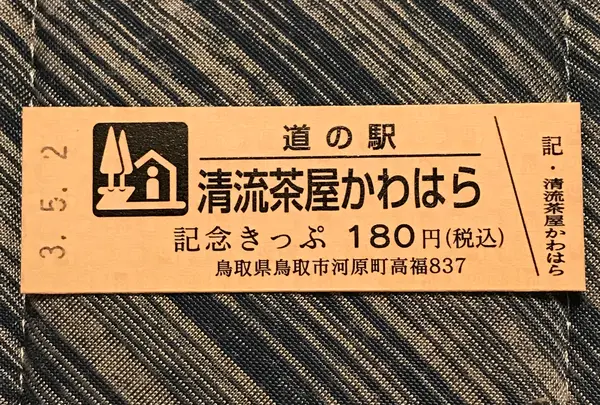 3.5.2
道の駅
清流茶屋かわはら
記念きっぷ 180円(税込)
鳥取県鳥取市河原町高福837
記・清流茶屋かわはら